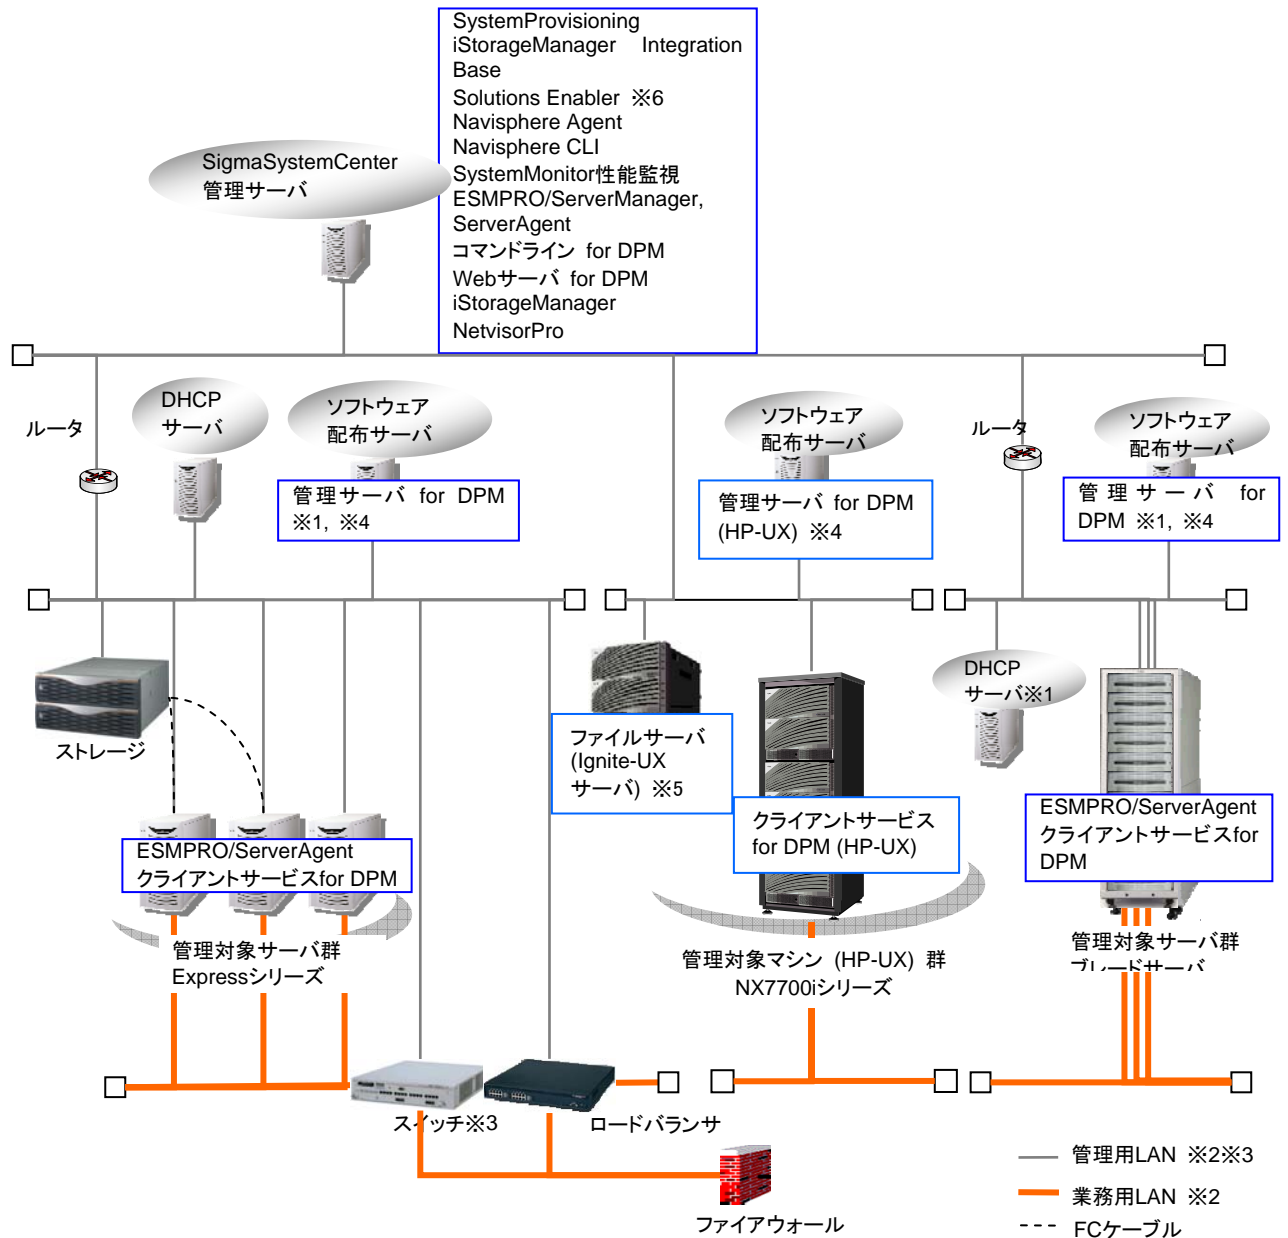 SystemProvisioning
iStorageManager Integration
Base
Solutions Enabler ※6
Navisphere Agent
Navisphere CLI
SystemMonitor性能監視
ESMPRO/ServerManager,
ServerAgent
コマンドライン for DPM
Webサーバ for DPM
iStorageManager
NetvisorPro
SigmaSystemCenter
管理サーバ
ルータ
DHCP
サーバ
ソフトウェア
配布サーバ
管理サーバ for DPM
※1, ※4
ソフトウェア
配布サーバ
管理サーバ for DPM
(HP-UX) ※4
ルータ
ソフトウェア
配布サーバ
管理サーバ for
DPM ※1, ※4
ストレージ
ファイルサーバ
(Ignite-UX
サーバ) ※5
DHCP
サーバ※1
ESMPRO/ServerAgent
クライアントサービスfor DPM
クライアントサービス
for DPM (HP-UX)
ESMPRO/ServerAgent
クライアントサービスfor
DPM
管理対象サーバ群
Expressシリーズ
管理対象マシン (HP-UX) 群
NX7700iシリーズ
管理対象サーバ群
ブレードサーバ
スイッチ※3
ロードバランサ
ファイアウォール
管理用LAN ※2※3
業務用LAN ※2
FCケーブル